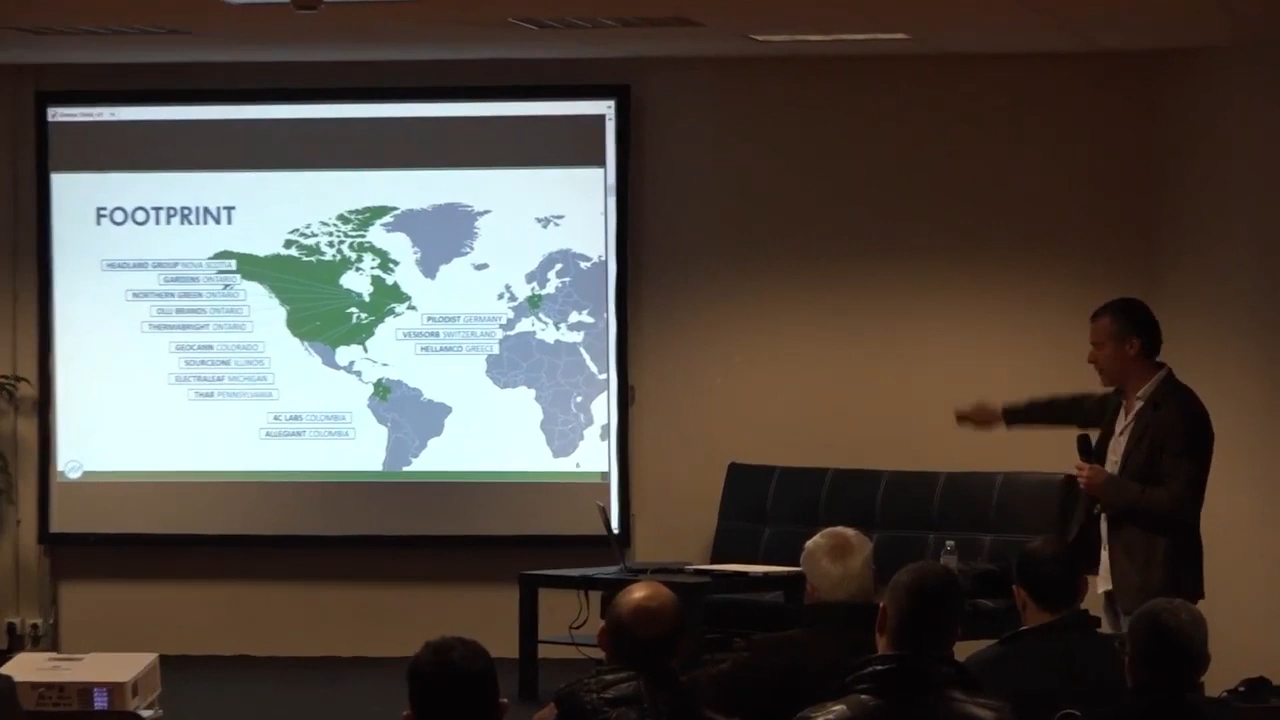 FOOTPRINT
HEADLAND GROUP NOVA SCOTIA
GARDENS ONTARIO
NORTHERN GREEN ONTARIO
OLLI BRANDS ONTARIO
THERMABRIGHT ONTARIO
GEOCANN COLORADO
SOURCEONE ILLINOIS
ELECTRALEAF MICHIGAN
THAR PENNSYLVANIA
4C LABS COLOMBIA
ALLEGIANT COLOMBIA
PILODIST GERMANY
VESISORB SWITZERLAND
HELLAMCO GREECE
6